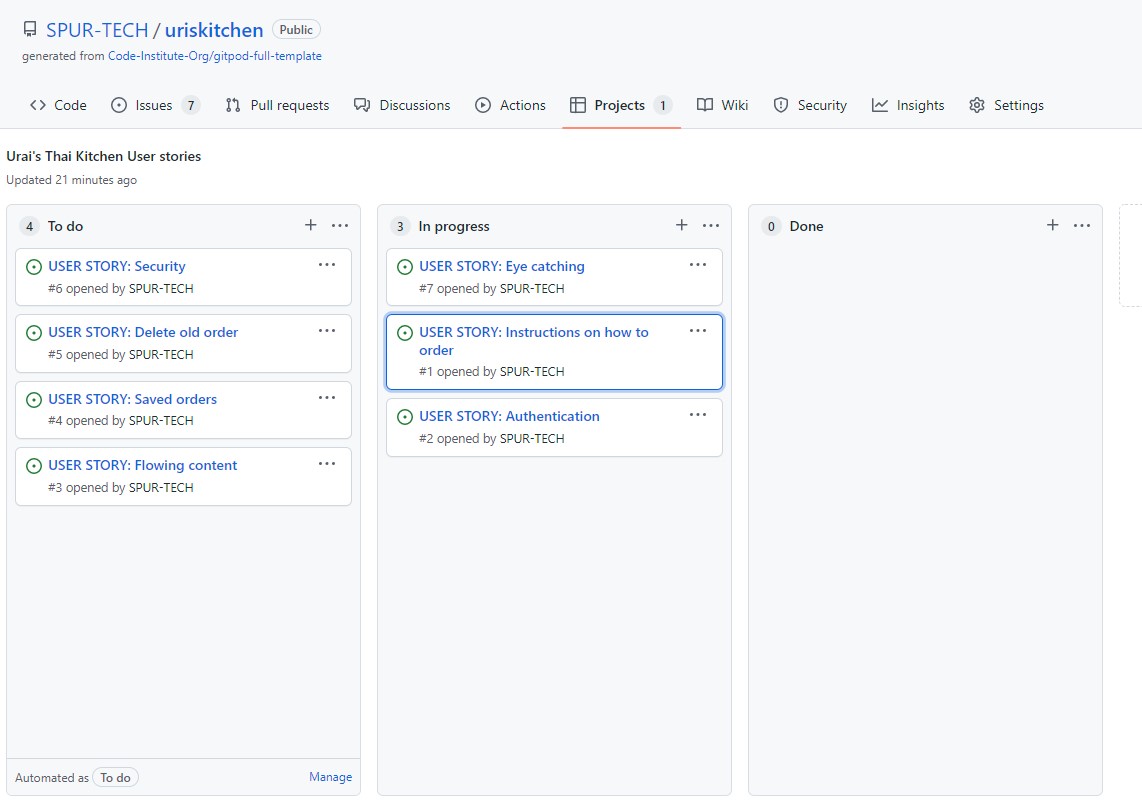 SPUR-TECH / uriskitchen Public
generated from Code-Institute-Org/gitpod-full-template
Code Issues 7 Pull requests Discussions Actions Projects 1 Wiki Security Insights Settings
Urai's Thai Kitchen User stories
Updated 21 minutes ago
4 To do
USER STORY: Security
#6 opened by SPUR-TECH
USER STORY: Delete old order
#5 opened by SPUR-TECH
USER STORY: Saved orders
#4 opened by SPUR-TECH
USER STORY: Flowing content
#3 opened by SPUR-TECH
Automated as To do Manage
3 In progress
USER STORY: Eye catching
#7 opened by SPUR-TECH
USER STORY: Instructions on how to
order
#1 opened by SPUR-TECH
USER STORY: Authentication
#2 opened by SPUR-TECH
0 Done